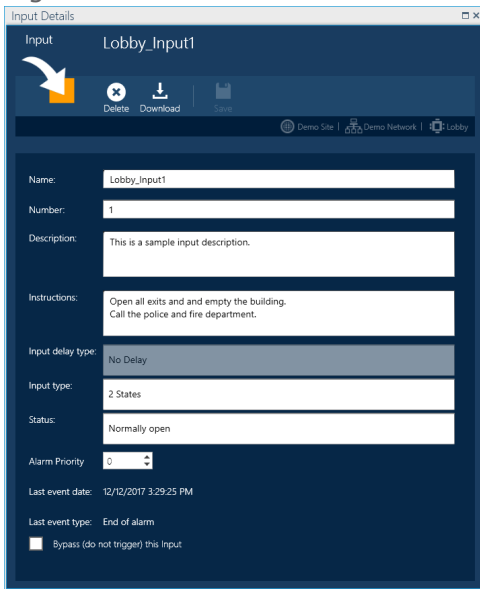 Input Details
Input
Lobby_Input1
Delete
Download
Save
Demo Site | Demo Network | Lobby
Name:
Lobby_Input1
Number:
1
Description:
This is a sample input description.
Instructions:
Open all exits and and empty the building.
Call the police and fire department.
Input delay type:
No Delay
Input type:
2 States
Status:
Normally open
Alarm Priority
0
Last event date:
12/12/2017 3:29:25 PM
Last event type:
End of alarm
Bypass (do not trigger) this Input